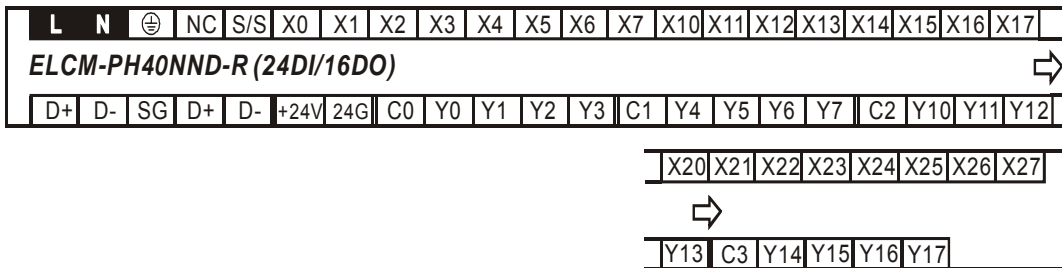 L N ⏚ NC S/S X0 X1 X2 X3 X4 X5 X6 X7 X10 X11 X12 X13 X14 X15 X16 X17
ELCM-PH40NND-R (24DI/16DO)
D+ D- SG D+ D- +24V 24G C0 Y0 Y1 Y2 Y3 C1 Y4 Y5 Y6 Y7 C2 Y10 Y11 Y12
X20 X21 X22 X23 X24 X25 X26 X27
Y13 C3 Y14 Y15 Y16 Y17